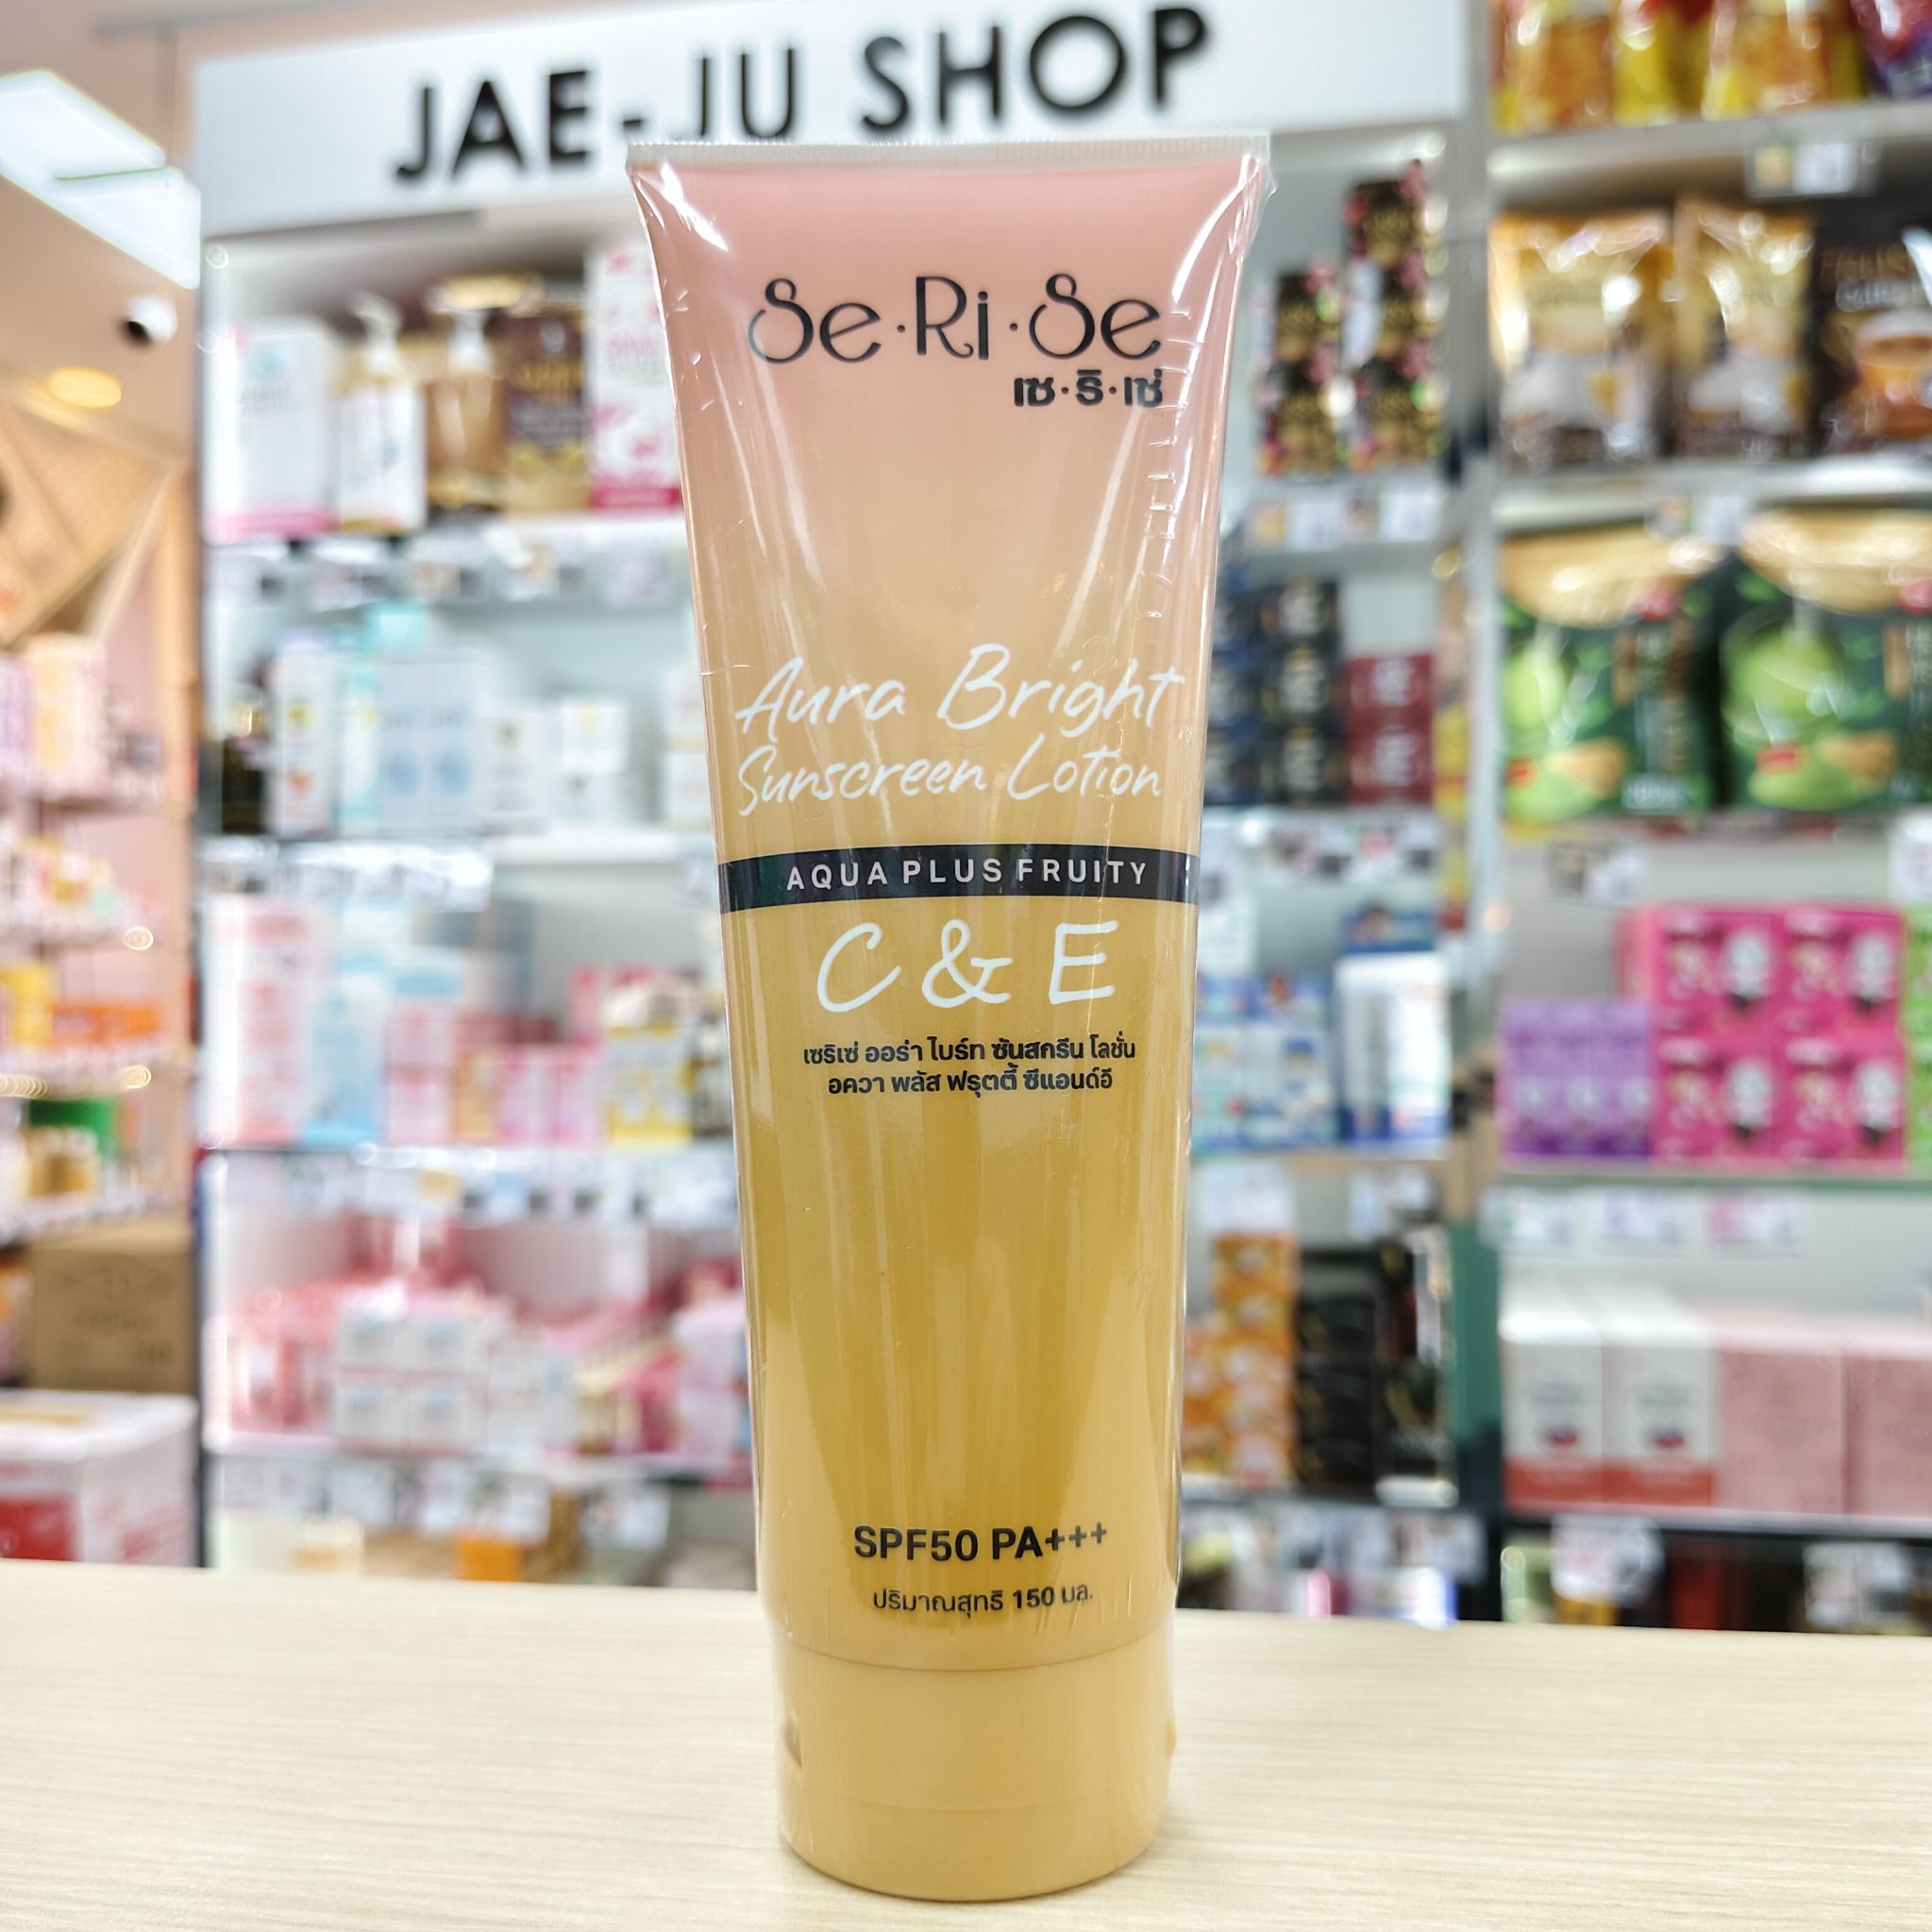 JAE-JU SHOP
Se·Ri·Se
เซ·ริ·เซ่
Aura Bright
Sunscreen Lotion
AQUA PLUS FRUITY
C & E
เซริเซ่ ออร่า ไบร์ท ซันสกรีน โลชั่น
อควา พลัส ฟรุตตี้ ซีแอนด์อี
SPF50 PA+++
ปริมาณสุทธิ 150 มล.